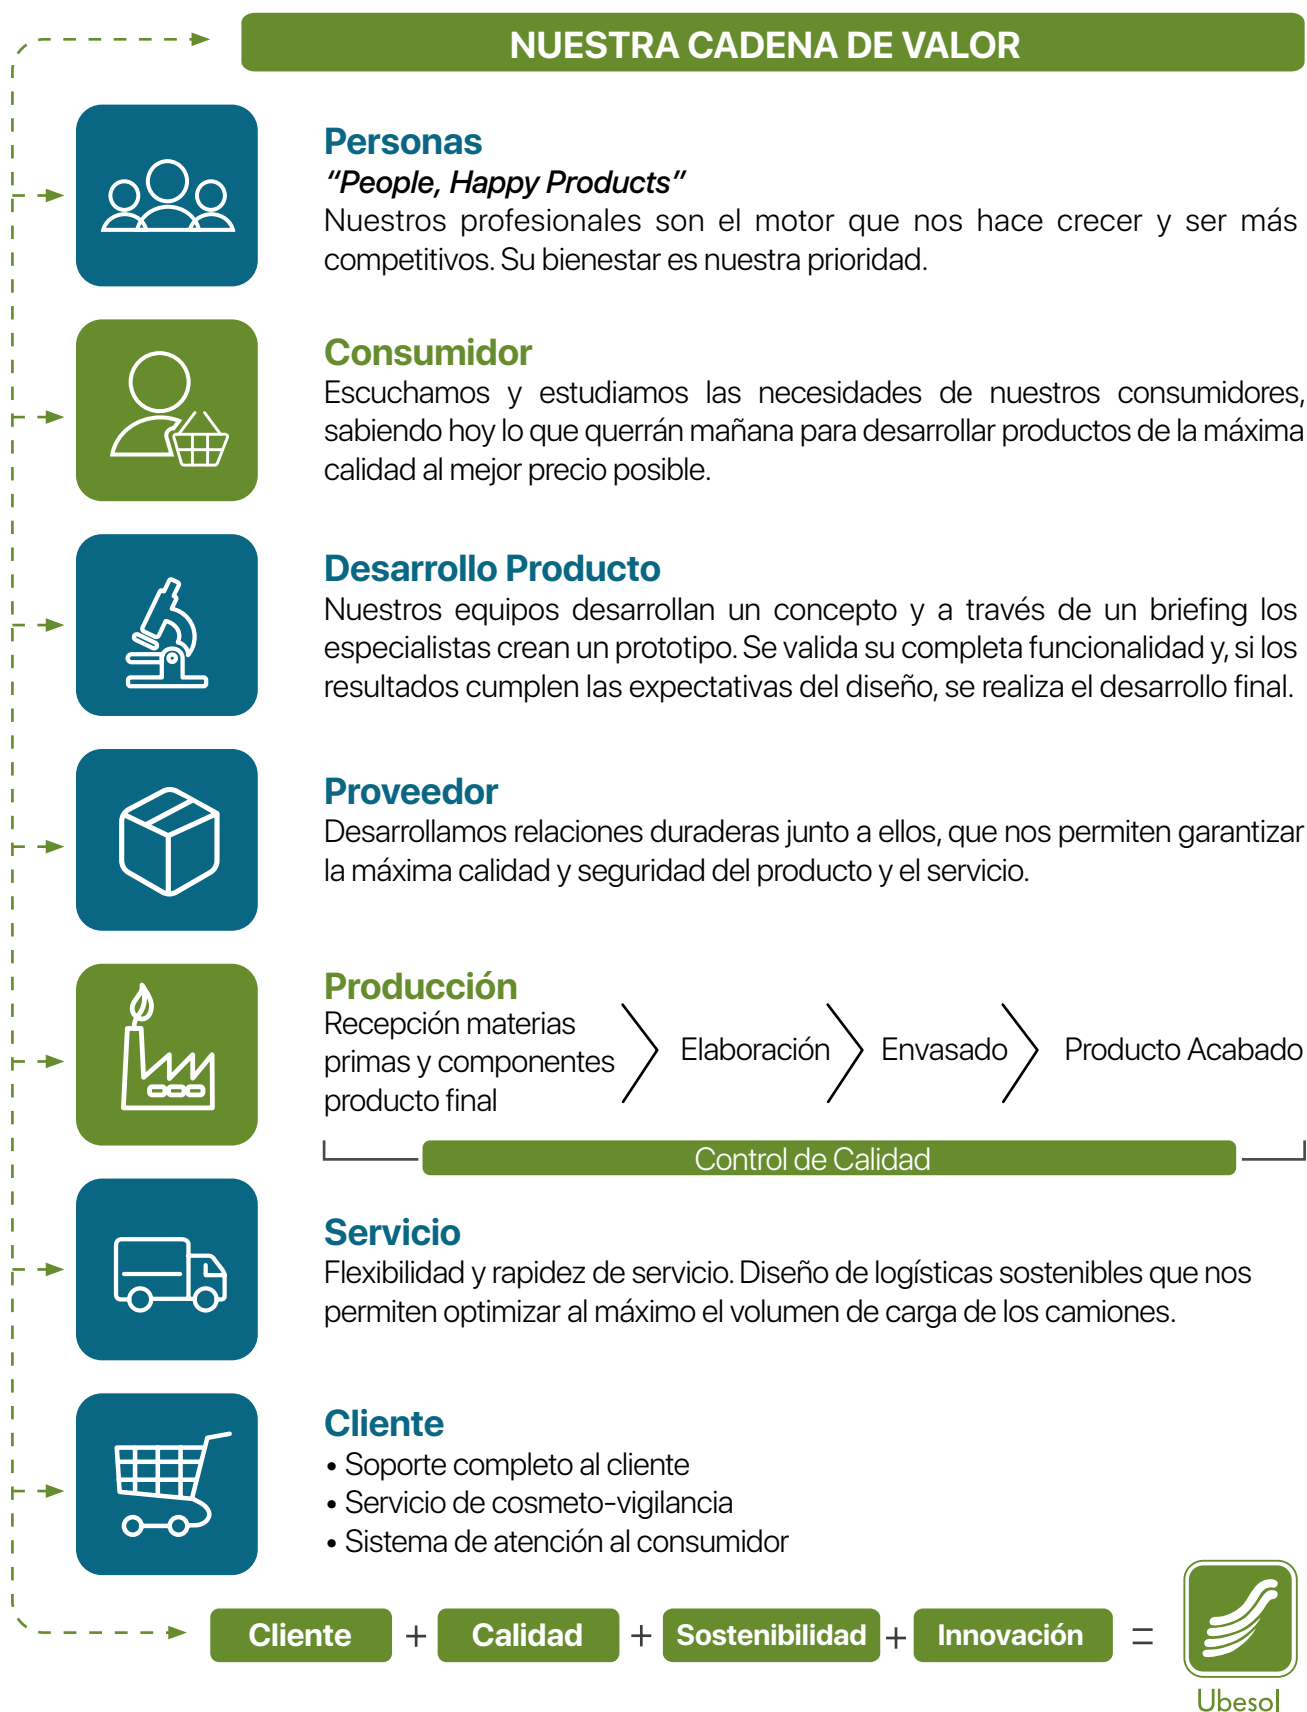 NUESTRA CADENA DE VALOR
Personas
“People, Happy Products”
Nuestros profesionales son el motor que nos hace crecer y ser más
competitivos. Su bienestar es nuestra prioridad.
Consumidor
Escuchamos y estudiamos las necesidades de nuestros consumidores,
sabiendo hoy lo que querrán mañana para desarrollar productos de la máxima
calidad al mejor precio posible.
Desarrollo Producto
Nuestros equipos desarrollan un concepto y a través de un briefing los
especialistas crean un prototipo. Se valida su completa funcionalidad y, si los
resultados cumplen las expectativas del diseño, se realiza el desarrollo final.
Proveedor
Desarrollamos relaciones duraderas junto a ellos, que nos permiten garantizar
la máxima calidad y seguridad del producto y el servicio.
Producción
Recepción materias
primas y componentes
producto final
Elaboración
Envasado
Producto Acabado
Control de Calidad
Servicio
Flexibilidad y rapidez de servicio. Diseño de logísticas sostenibles que nos
permiten optimizar al máximo el volumen de carga de los camiones.
Cliente
• Soporte completo al cliente
• Servicio de cosmeto-vigilancia
• Sistema de atención al consumidor
Cliente + Calidad + Sostenibilidad + Innovación =
Ubesol